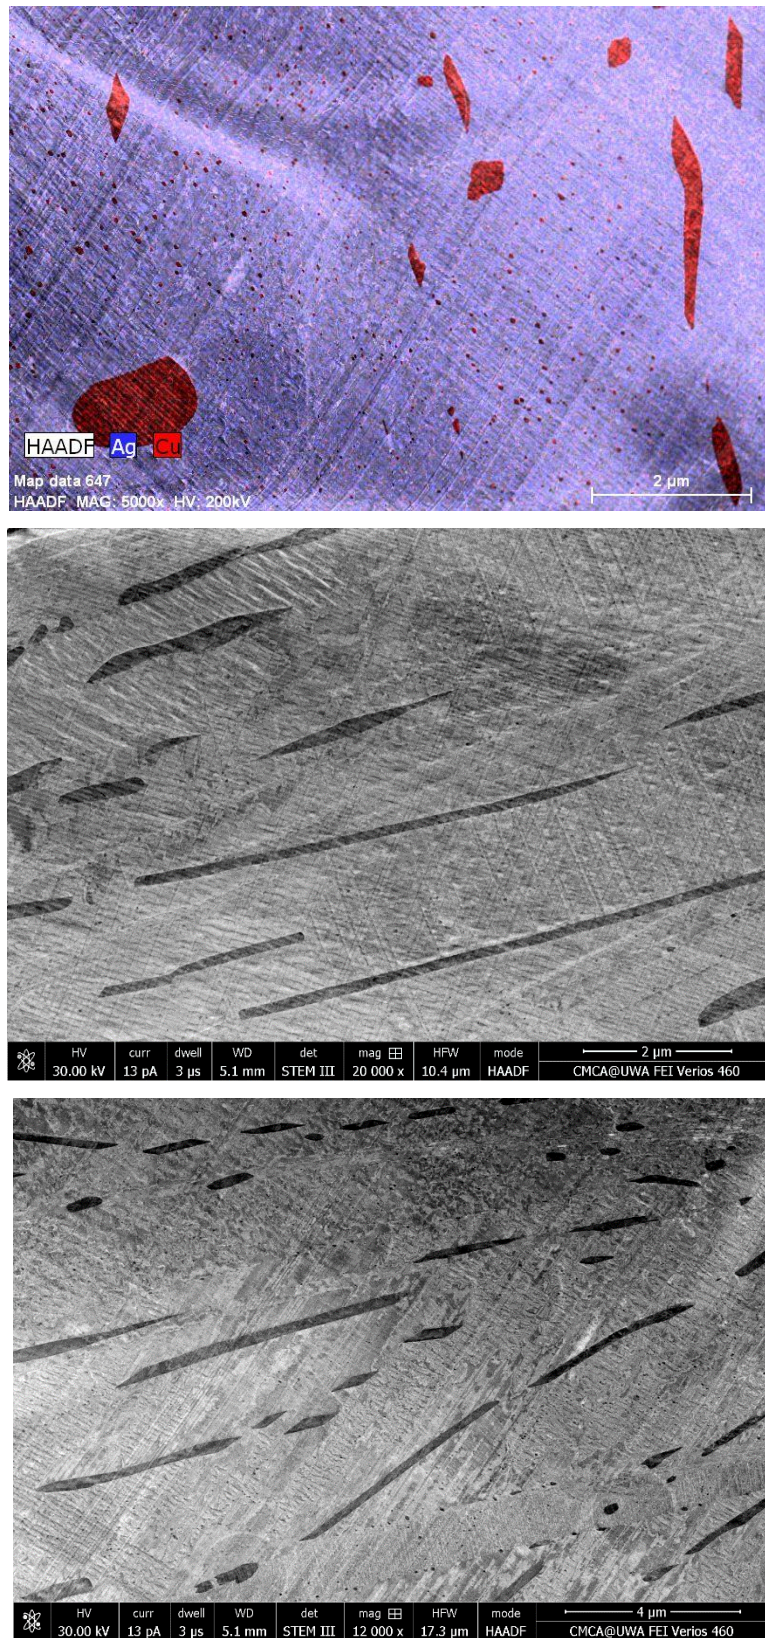 HAADF Ag Cu
Map data 647
HAADF MAG: 5000x HV: 200kV
2 µm
HV curr dwell WD det mag HFW mode
2 µm
30.00 kV 13 pA 3 µs 5.1 mm STEM III 20 000 x 10.4 µm HAADF CMCA@UWA FEI Verios 460
HV curr dwell WD det mag HFW mode
4 µm
30.00 kV 13 pA 3 µs 5.1 mm STEM III 12 000 x 17.3 µm HAADF CMCA@UWA FEI Verios 460